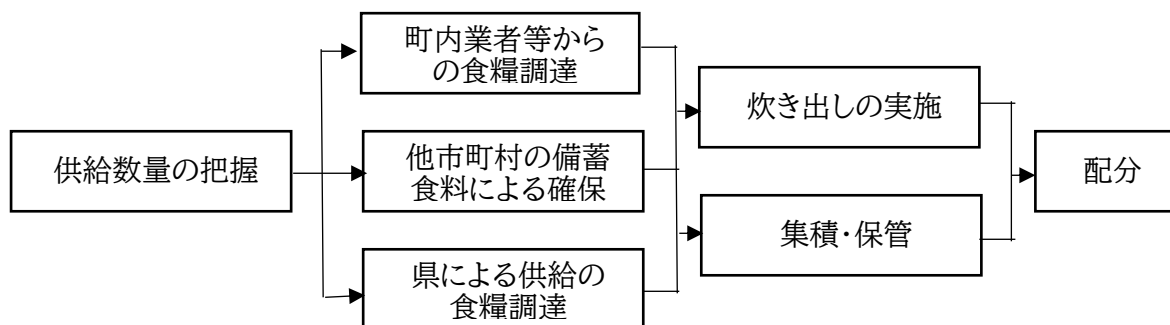 供給数量の把握
町内業者等から
の食糧調達
他市町村の備蓄
食料による確保
県による供給の
食糧調達
炊き出しの実施
集積・保管
配分